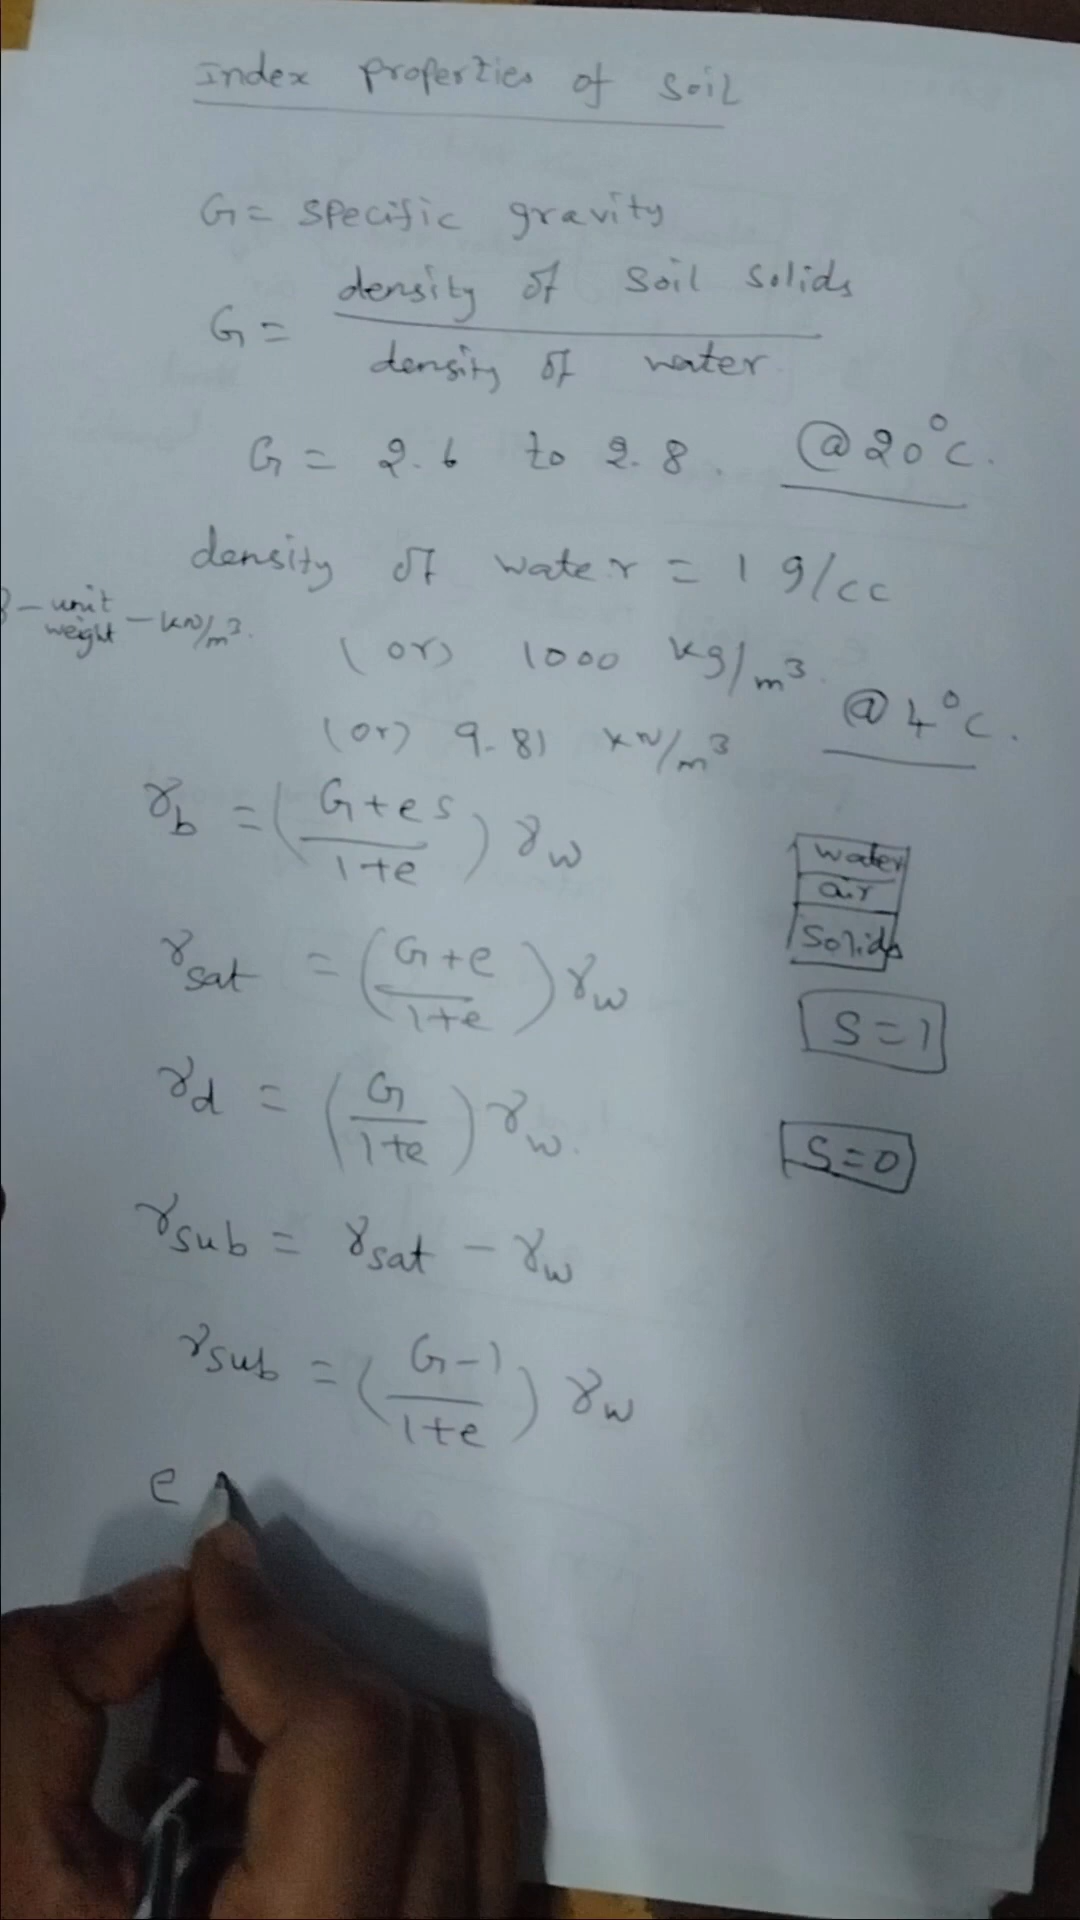 Index properties of soil
G = specific gravity
G = density of soil solids / density of water
G = 2.6 to 2.8. @20°C.
density of water = 1 g/cc
γ - unit weight - kN/m³.
(or) 1000 kg/m³.
@4°C.
(or) 9.81 kN/m³
γb = (G+es / 1+e) γw
water
air
solids
γsat = (G+e / 1+e) γw
S=1
γd = (G / 1+e) γw.
S=0
γsub = γsat - γw
γsub = (G-1 / 1+e) γw
e